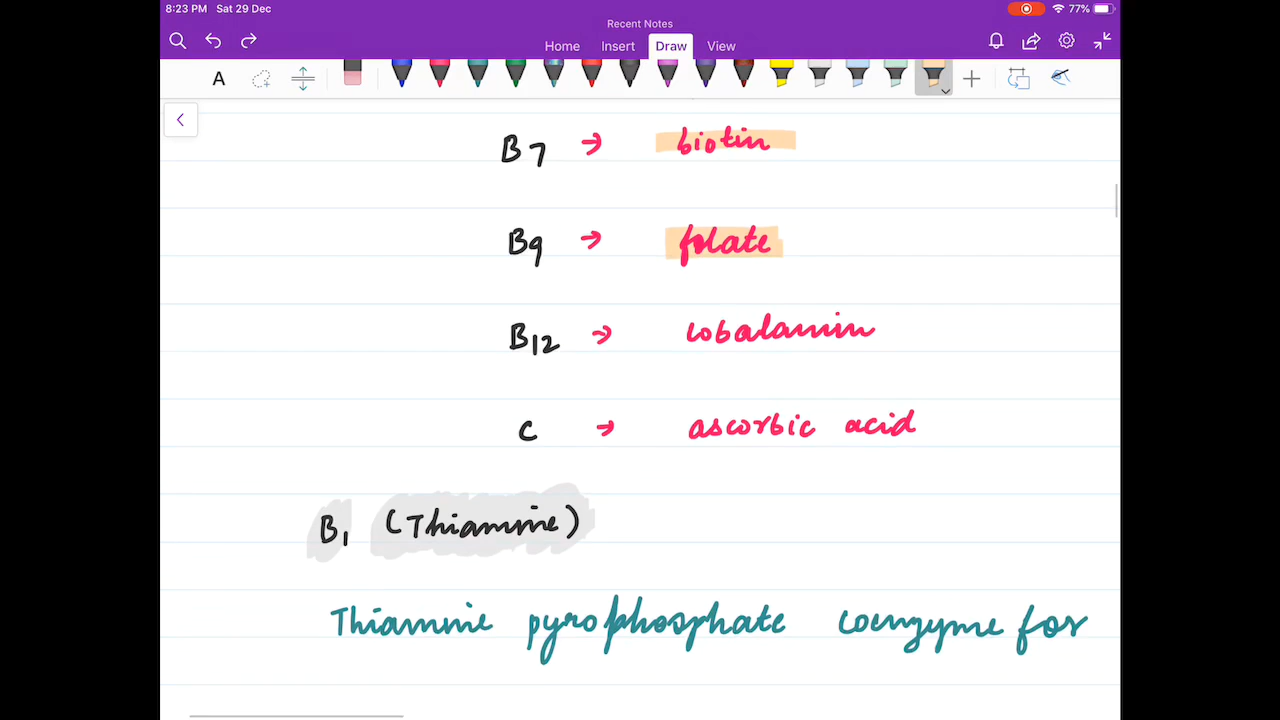 8:23 PM Sat 29 Dec 77%
Recent Notes
Home Insert Draw View
A
B7 → biotin
B9 → folate
B12 → cobalamin
C → ascorbic acid
B1 (Thiamine)
Thiamine pyrophosphate coenzyme for